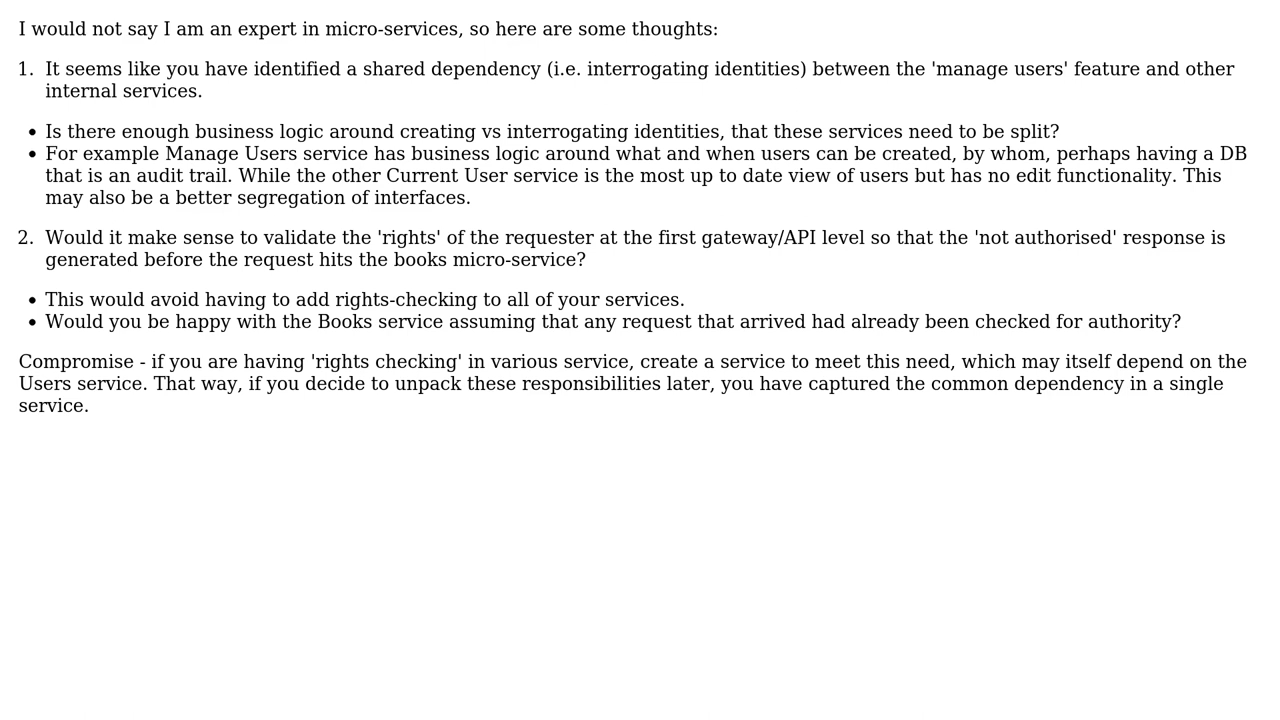 I would not say I am an expert in micro-services, so here are some thoughts:
1. It seems like you have identified a shared dependency (i.e. interrogating identities) between the 'manage users' feature and other
internal services.
• Is there enough business logic around creating vs interrogating identities, that these services need to be split?
• For example Manage Users service has business logic around what and when users can be created, by whom, perhaps having a DB
that is an audit trail. While the other Current User service is the most up to date view of users but has no edit functionality. This
may also be a better segregation of interfaces.
2. Would it make sense to validate the 'rights' of the requester at the first gateway/API level so that the 'not authorised' response is
generated before the request hits the books micro-service?
• This would avoid having to add rights-checking to all of your services.
• Would you be happy with the Books service assuming that any request that arrived had already been checked for authority?
Compromise - if you are having 'rights checking' in various service, create a service to meet this need, which may itself depend on the
Users service. That way, if you decide to unpack these responsibilities later, you have captured the common dependency in a single
service.